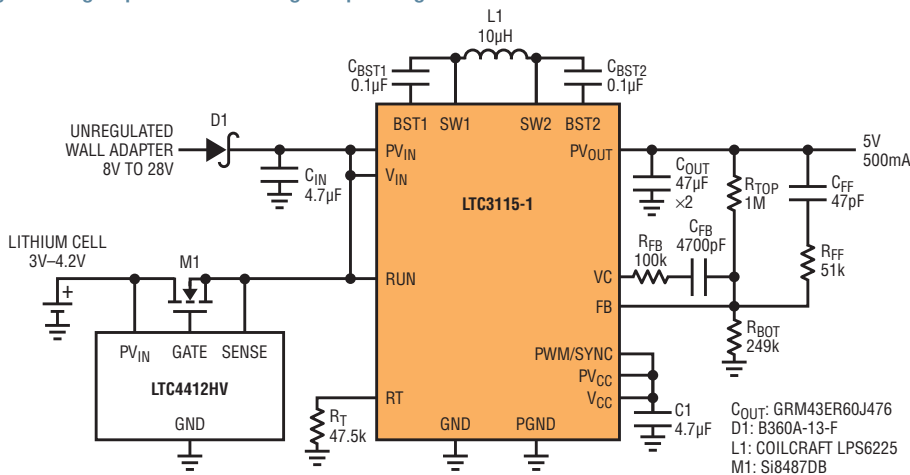 L1
10µH
CBST1
0.1µF
CBST2
0.1µF
BST1 SW1 SW2 BST2
D1
UNREGULATED
WALL ADAPTER
8V TO 28V
CIN
4.7µF
PVIN
VIN
LTC3115-1
PVOUT
5V
500mA
COUT
47µF
×2
RTOP
1M
CFF
47pF
RFF
51k
CFB
4700pF
RFB
100k
LITHIUM CELL
3V–4.2V
+
M1
RUN
VC
FB
RBOT
249k
PVIN GATE SENSE
LTC4412HV
GND
PWM/SYNC
PVCC
VCC
C1
4.7µF
RT
RT
47.5k
GND PGND
COUT: GRM43ER60J476
D1: B360A-13-F
L1: COILCRAFT LPS6225
M1: Si8487DB